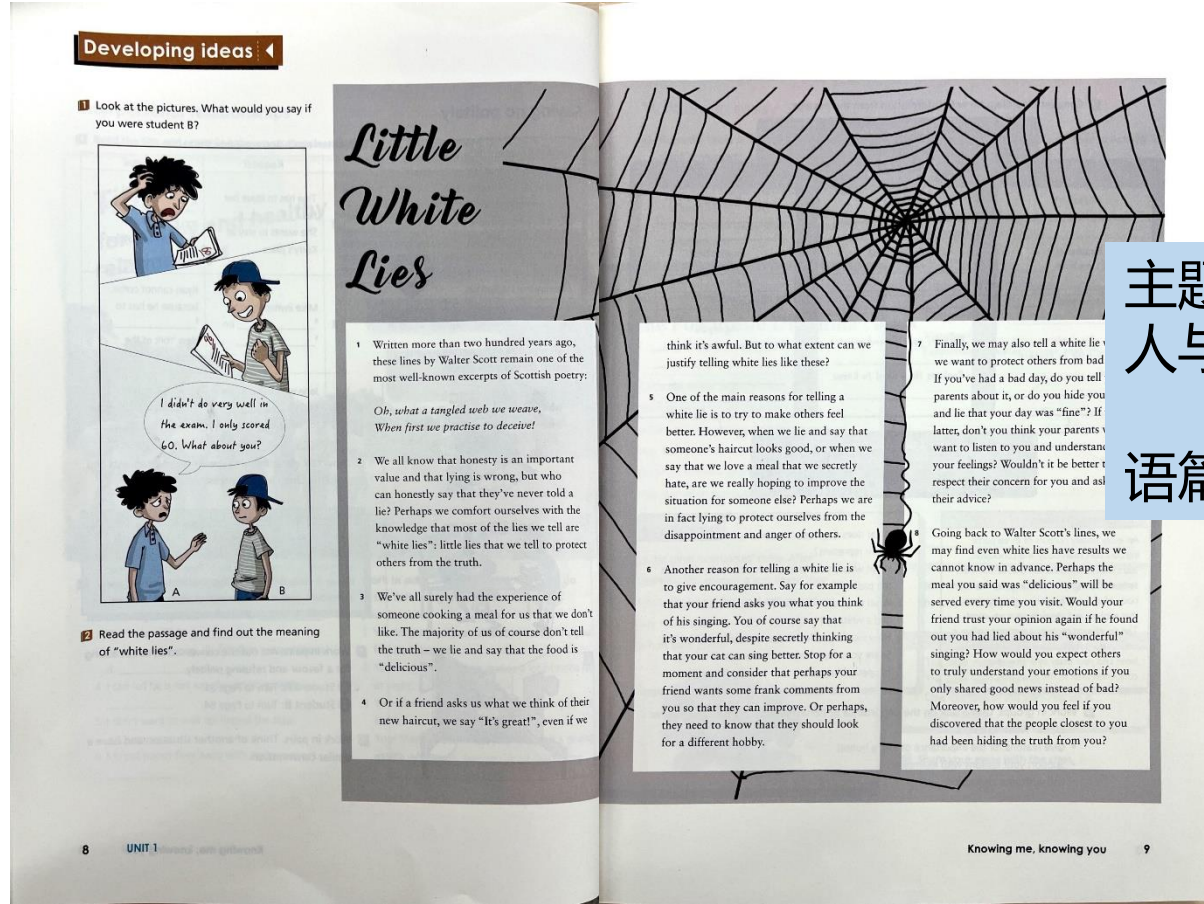 Developing ideas
1 Look at the pictures. What would you say if
you were student B?
I didn't do very well in
the exam. I only scored
60. What about you?
A
B
2 Read the passage and find out the meaning
of "white lies".
Little
White
Lies
1 Written more than two hundred years ago,
these lines by Walter Scott remain one of the
most well-known excerpts of Scottish poetry:
Oh, what a tangled web we weave,
When first we practise to deceive!
2 We all know that honesty is an important
value and that lying is wrong, but who
can honestly say that they've never told a
lie? Perhaps we comfort ourselves with the
knowledge that most of the lies we tell are
"white lies": little lies that we tell to protect
others from the truth.
3 We've all surely had the experience of
someone cooking a meal for us that we don't
like. The majority of us of course don't tell
the truth – we lie and say that the food is
"delicious".
4 Or if a friend asks us what we think of their
new haircut, we say "It's great!", even if we
think it's awful. But to what extent can we
justify telling white lies like these?
5 One of the main reasons for telling a
white lie is to try to make others feel
better. However, when we lie and say that
someone's haircut looks good, or when we
say that we love a meal that we secretly
hate, are we really hoping to improve the
situation for someone else? Perhaps we are
in fact lying to protect ourselves from the
disappointment and anger of others.
6 Another reason for telling a white lie is
to give encouragement. Say for example
that your friend asks you what you think
of his singing. You of course say that
it's wonderful, despite secretly thinking
that your cat can sing better. Stop for a
moment and consider that perhaps your
friend wants some frank comments from
you so that they can improve. Or perhaps,
they need to know that they should look
for a different hobby.
7 Finally, we may also tell a white lie
we want to protect others from bad
If you've had a bad day, do you tell
parents about it, or do you hide
and lie that your day was "fine"? If
latter, don't you think your parents
want to listen to you and
your feelings? Wouldn't it be better
respect their concern for you and
their advice?
8 Going back to Walter Scott's lines, we
may find even white lies have results we
cannot know in advance. Perhaps the
meal you said was "delicious" will be
served every time you visit. Would your
friend trust your opinion again if he found
out you had lied about his "wonderful"
singing? How would you expect others
to truly understand your emotions if you
only shared good news instead of bad?
Moreover, how would you feel if you
discovered that the people closest to you
had been hiding the truth from you?
主题
人与
语篇
8 UNIT 1
Knowing me, knowing you 9